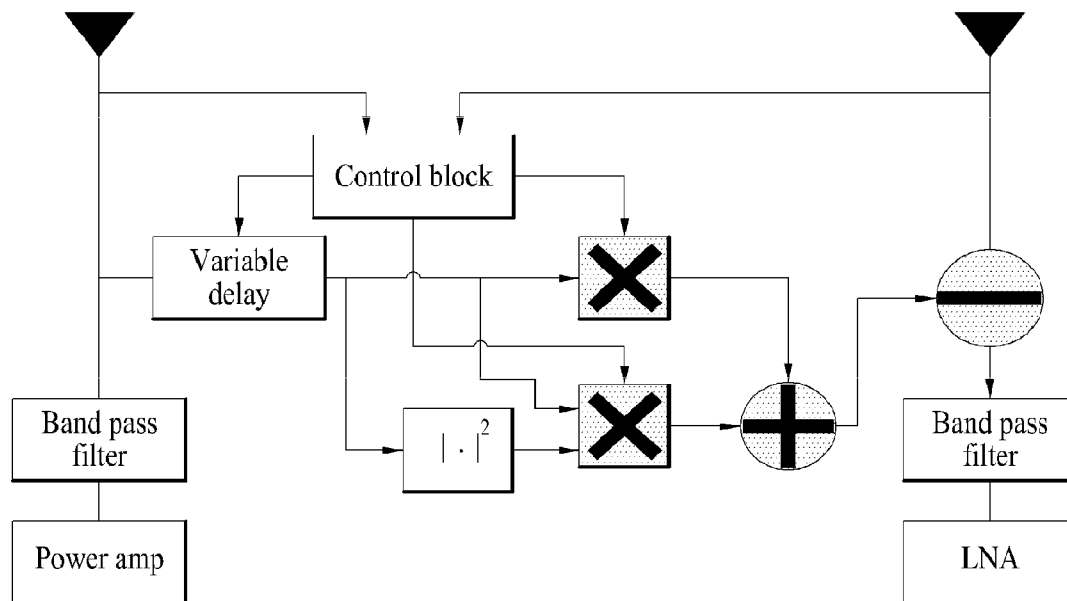 Control block
Variable
delay
Band pass
filter
| · |²
Band pass
filter
Power amp
LNA